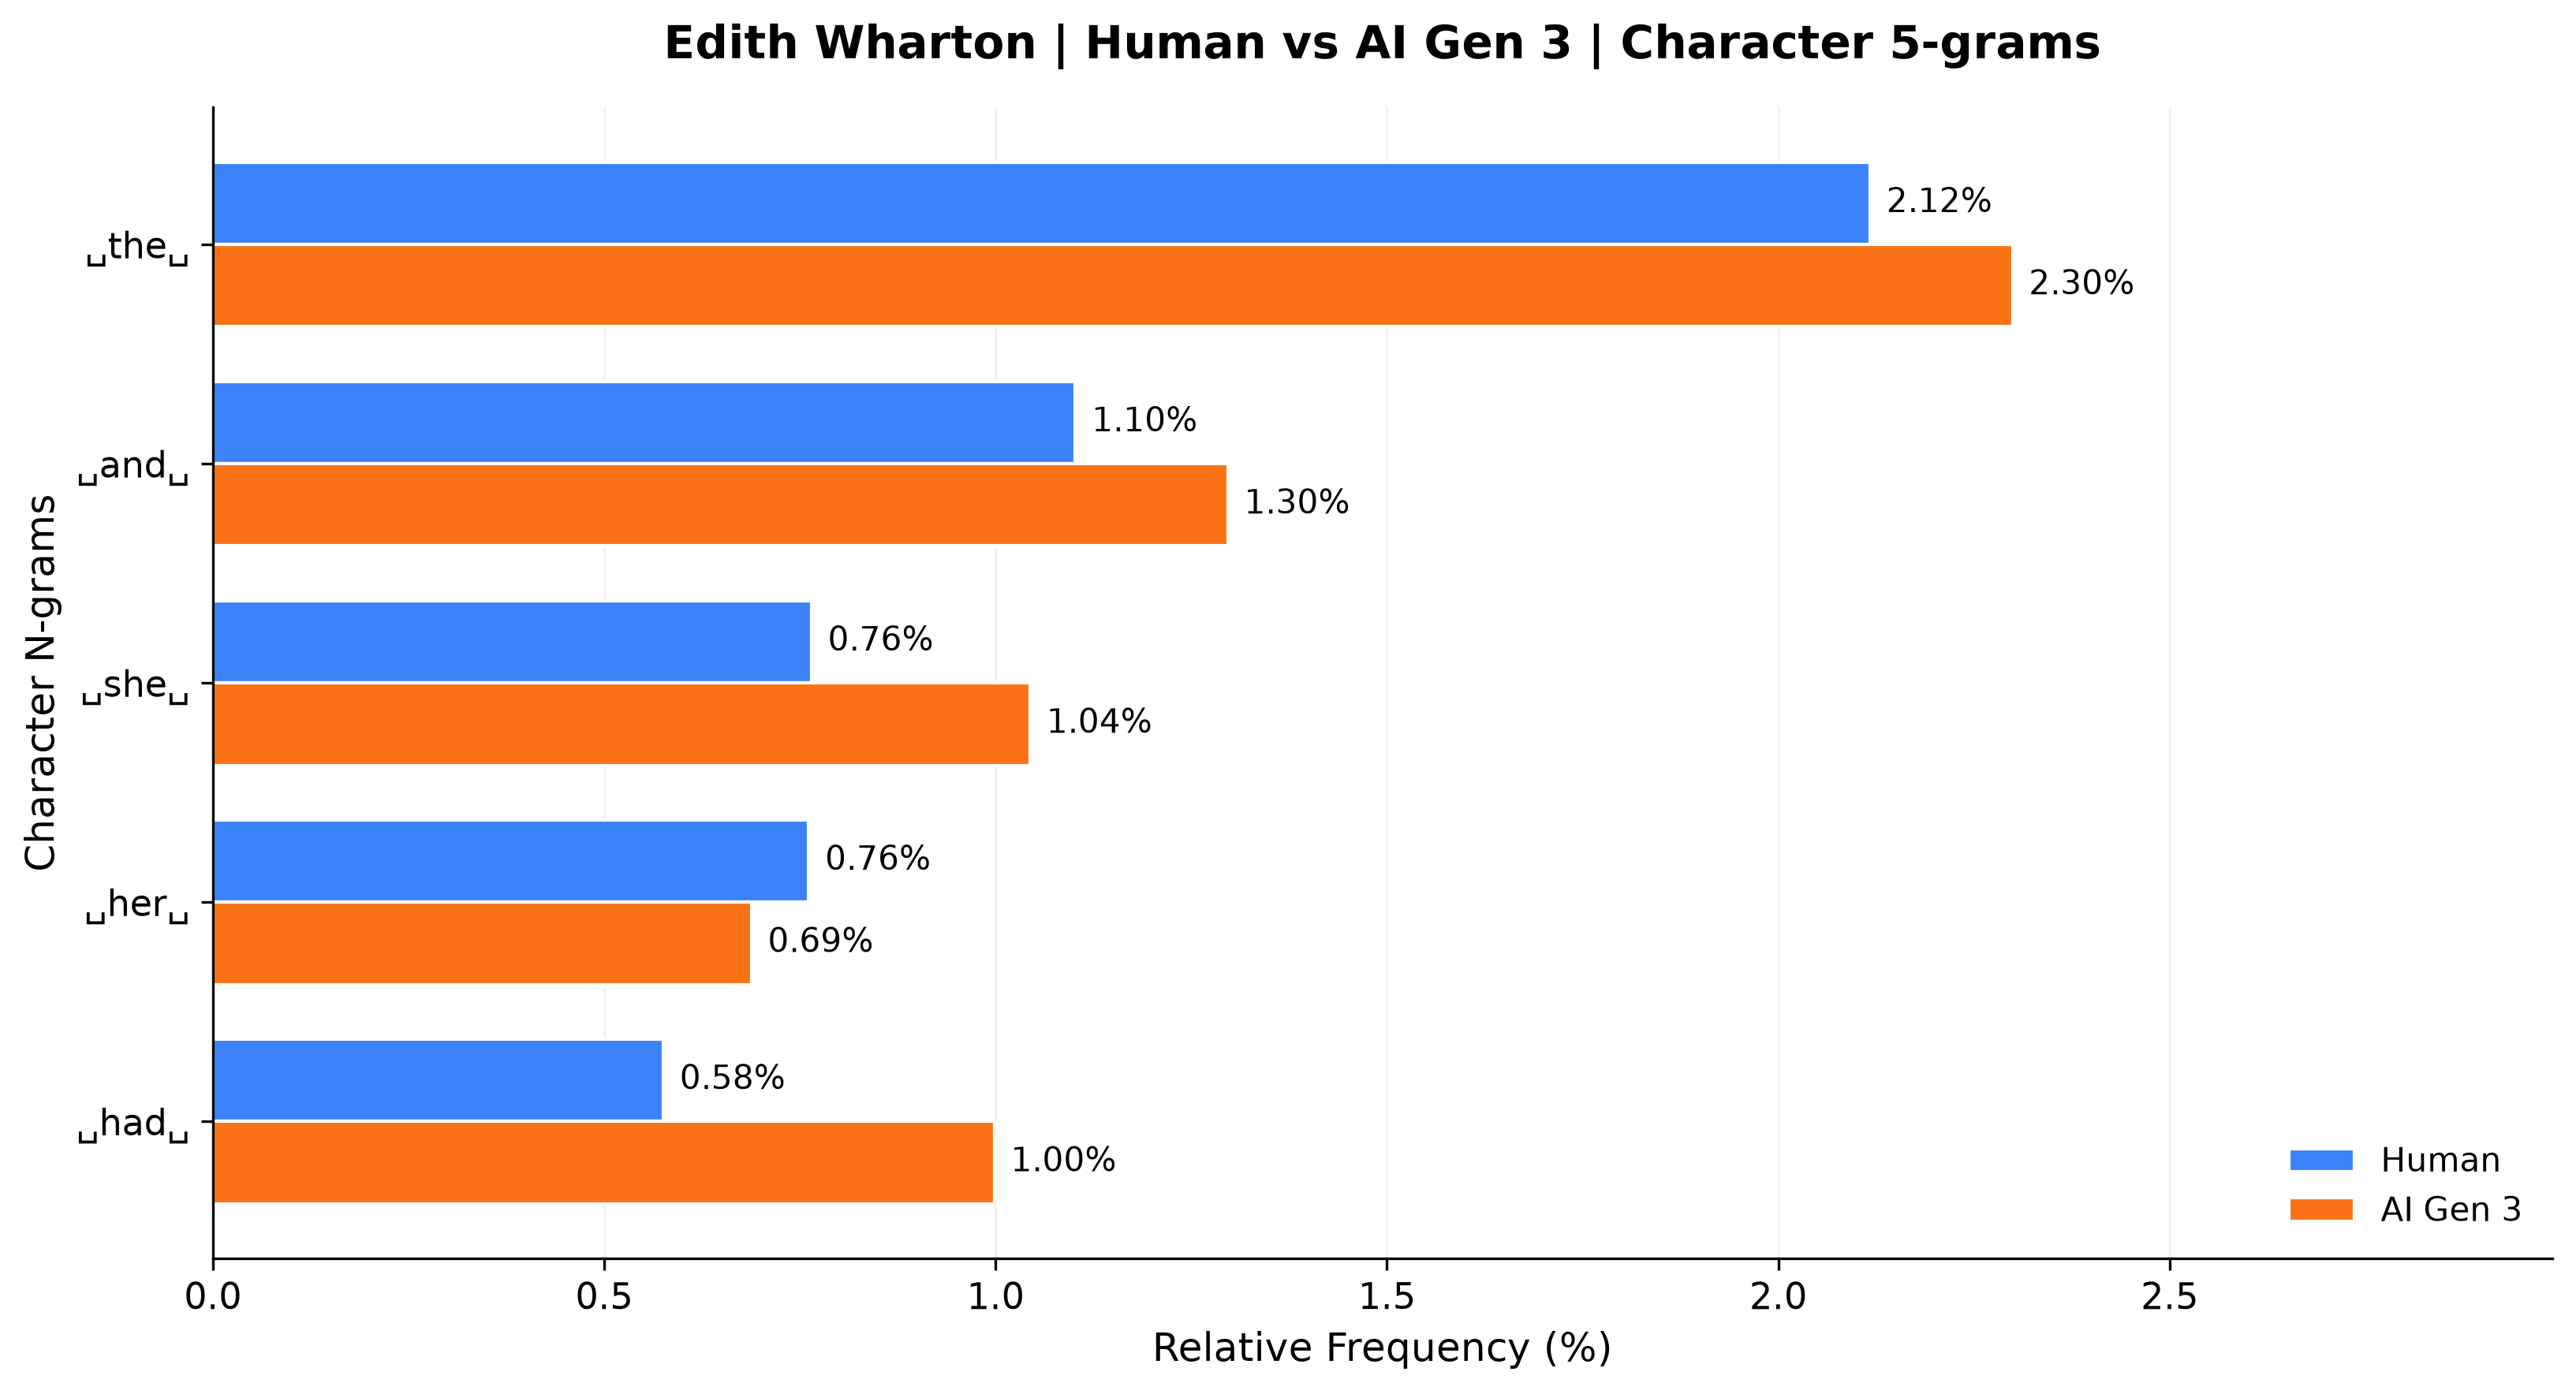 Edith Wharton | Human vs AI Gen 3 | Character 5-grams
Character N-grams
␣the␣
2.12%
2.30%
␣and␣
1.10%
1.30%
␣she␣
0.76%
1.04%
␣her␣
0.76%
0.69%
␣had␣
0.58%
1.00%
Human
AI Gen 3
0.0 0.5 1.0 1.5 2.0 2.5
Relative Frequency (%)